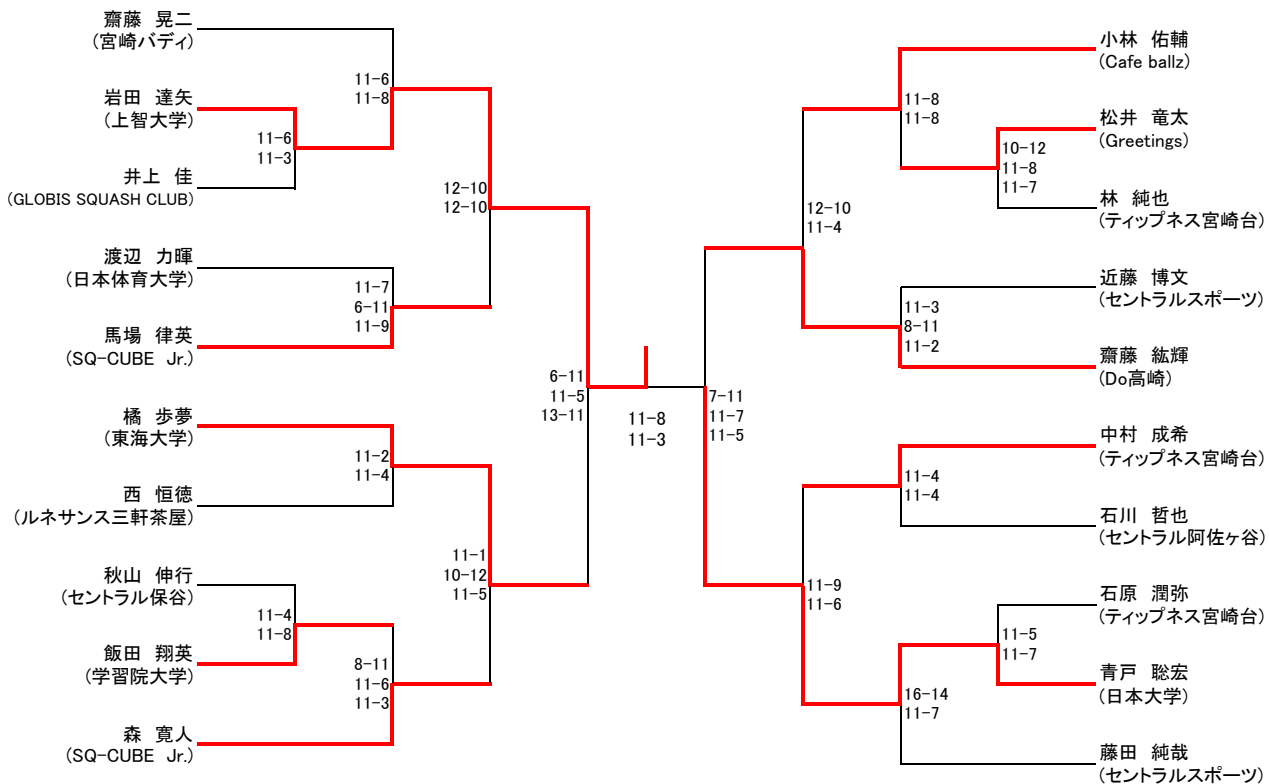 齋藤 晃二
(宮崎バディ)
岩田 達矢
(上智大学)
井上 佳
(GLOBIS SQUASH CLUB)
渡辺 力暉
(日本体育大学)
馬場 律英
(SQ-CUBE Jr.)
橘 歩夢
(東海大学)
西 恒徳
(ルネサンス三軒茶屋)
秋山 伸行
(セントラル保谷)
飯田 翔英
(学習院大学)
森 寛人
(SQ-CUBE Jr.)
11-6
11-3
11-4
11-8
11-6
11-8
11-7
6-11
11-9
11-2
11-4
8-11
11-6
11-3
12-10
12-10
11-1
10-12
11-5
6-11
11-5
13-11
11-8
11-3
7-11
11-7
11-5
12-10
11-4
11-9
11-6
11-8
11-8
11-3
8-11
11-2
11-4
11-4
16-14
11-7
10-12
11-8
11-7
11-5
11-7
小林 佑輔
(Cafe ballz)
松井 竜太
(Greetings)
林 純也
(ティップネス宮崎台)
近藤 博文
(セントラルスポーツ)
齋藤 紘輝
(Do高崎)
中村 成希
(ティップネス宮崎台)
石川 哲也
(セントラル阿佐ヶ谷)
石原 潤弥
(ティップネス宮崎台)
青戸 聡宏
(日本大学)
藤田 純哉
(セントラルスポーツ)